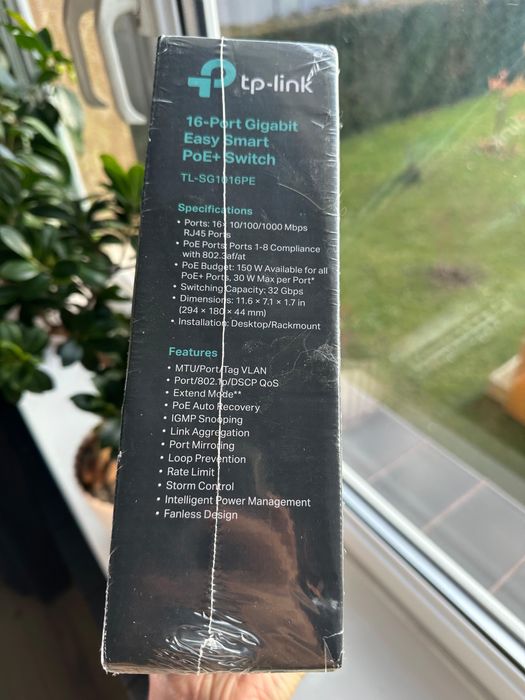 tp-link
16-Port Gigabit
Easy Smart
PoE+ Switch
TL-SG1016PE
Specifications
• Ports: 16× 10/100/1000 Mbps
RJ45 Ports
• PoE Ports: Ports 1-8 Compliance
with 802.3af/at
• PoE Budget: 150 W Available for all
PoE+ Ports, 30 W Max per Port*
• Switching Capacity: 32 Gbps
• Dimensions: 11.6 × 7.1 × 1.7 in
(294 × 180 × 44 mm)
• Installation: Desktop/Rackmount
Features
• MTU/Port/Tag VLAN
• Port/802.1p/DSCP QoS
• Extend Mode**
• PoE Auto Recovery
• IGMP Snooping
• Link Aggregation
• Port Mirroring
• Loop Prevention
• Rate Limit
• Storm Control
• Intelligent Power Management
• Fanless Design